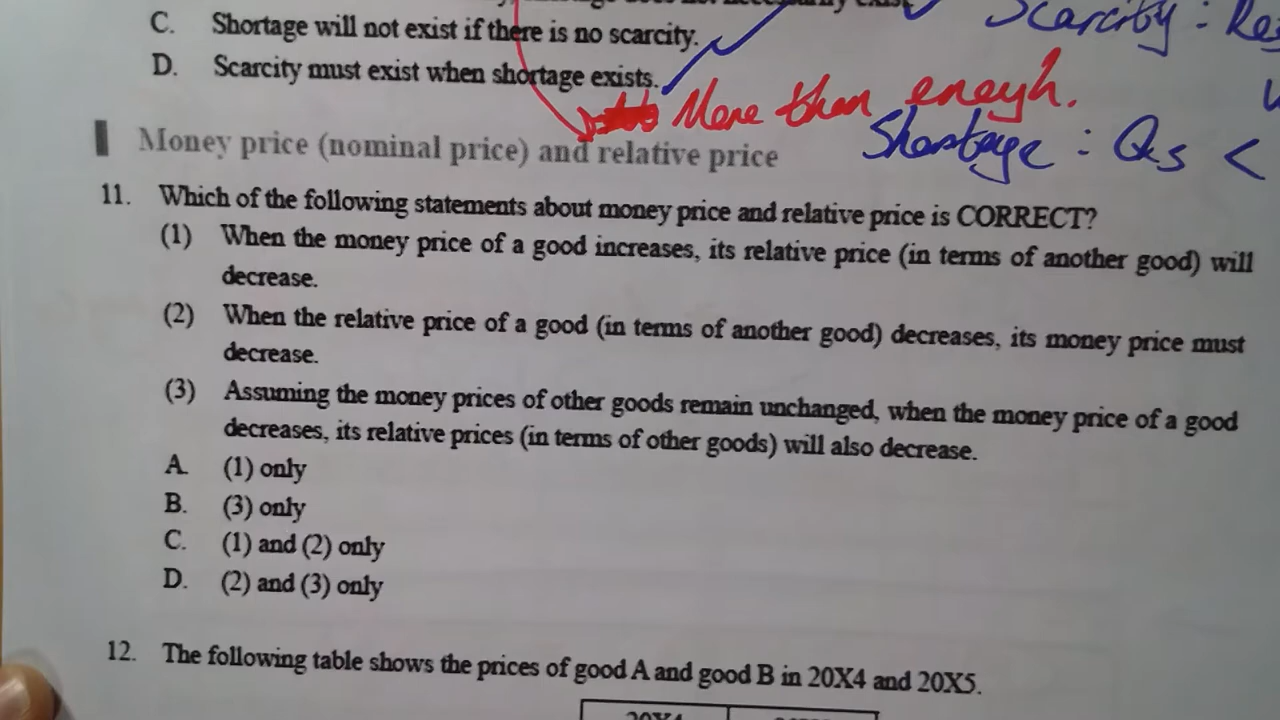 C. Shortage will not exist if there is no scarcity.
Scarcity :
D. Scarcity must exist when shortage exists.
More than enough.
Shortage : Qs <
Money price (nominal price) and relative price
11. Which of the following statements about money price and relative price is CORRECT?
(1) When the money price of a good increases, its relative price (in terms of another good) will
decrease.
(2) When the relative price of a good (in terms of another good) decreases, its money price must
decrease.
(3) Assuming the money prices of other goods remain unchanged, when the money price of a good
decreases, its relative prices (in terms of other goods) will also decrease.
A. (1) only
B. (3) only
C. (1) and (2) only
D. (2) and (3) only
12. The following table shows the prices of good A and good B in 20X4 and 20X5.
20X4